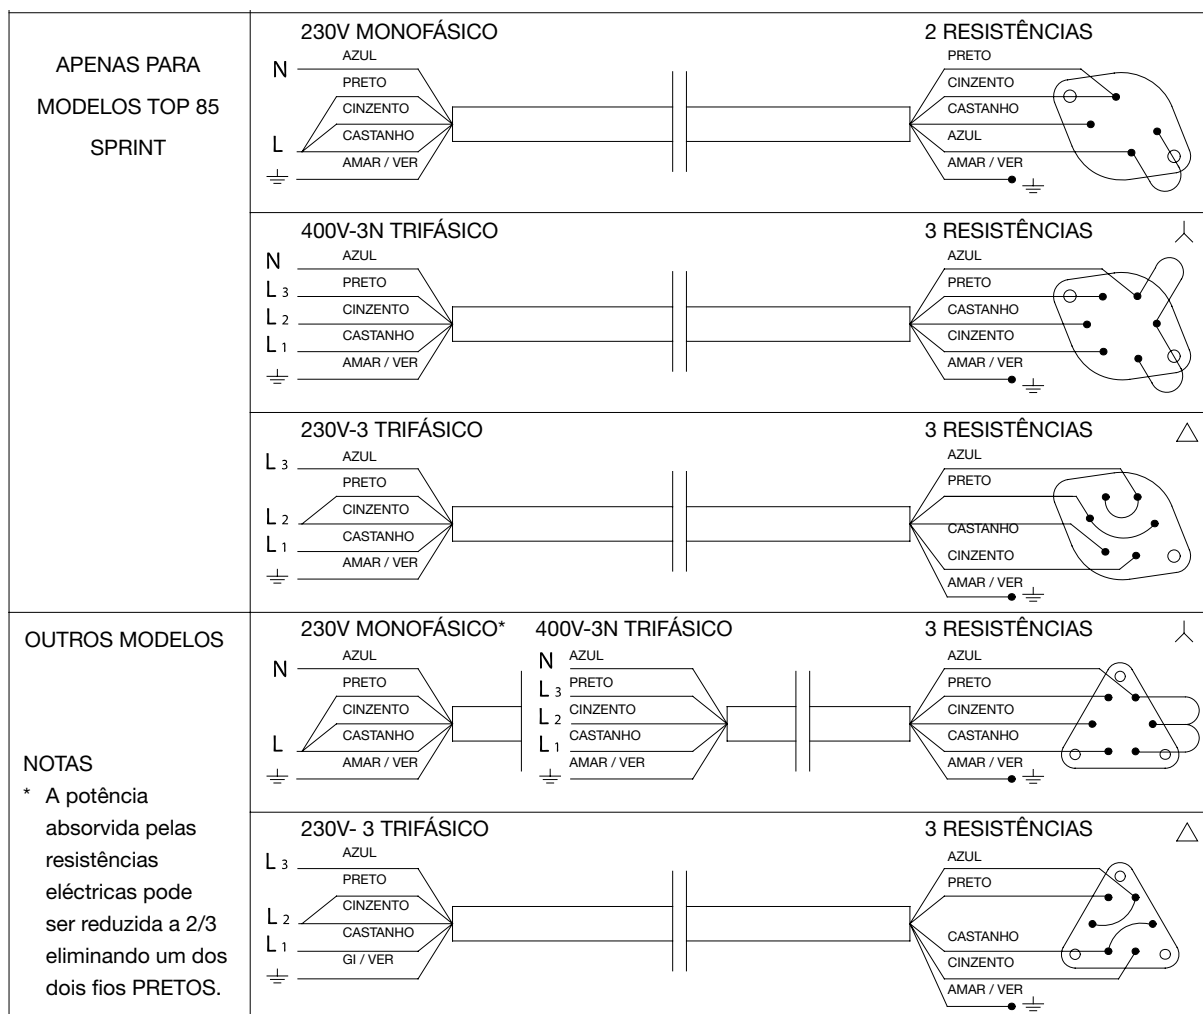 APENAS PARA
MODELOS TOP 85
SPRINT
230V MONOFÁSICO
2 RESISTÊNCIAS
N
AZUL
PRETO
CINZENTO
L
CASTANHO
AMAR / VER
PRETO
CINZENTO
CASTANHO
AZUL
AMAR / VER
400V-3N TRIFÁSICO
3 RESISTÊNCIAS
N
AZUL
L 3
PRETO
L 2
CINZENTO
L 1
CASTANHO
AMAR / VER
AZUL
PRETO
CASTANHO
CINZENTO
AMAR / VER
230V-3 TRIFÁSICO
3 RESISTÊNCIAS
L 3
AZUL
PRETO
L 2
CINZENTO
L 1
CASTANHO
AMAR / VER
AZUL
PRETO
CASTANHO
CINZENTO
AMAR / VER
OUTROS MODELOS
230V MONOFÁSICO*
400V-3N TRIFÁSICO
3 RESISTÊNCIAS
N
AZUL
PRETO
CINZENTO
L
CASTANHO
AMAR / VER
N
AZUL
L 3
PRETO
L 2
CINZENTO
L 1
CASTANHO
AMAR / VER
AZUL
PRETO
CINZENTO
CASTANHO
AMAR / VER
NOTAS
* A potência
absorvida pelas
resistências
eléctricas pode
ser reduzida a 2/3
eliminando um dos
dois fios PRETOS.
230V- 3 TRIFÁSICO
3 RESISTÊNCIAS
L 3
AZUL
PRETO
L 2
CINZENTO
L 1
CASTANHO
GI / VER
AZUL
PRETO
CASTANHO
CINZENTO
AMAR / VER